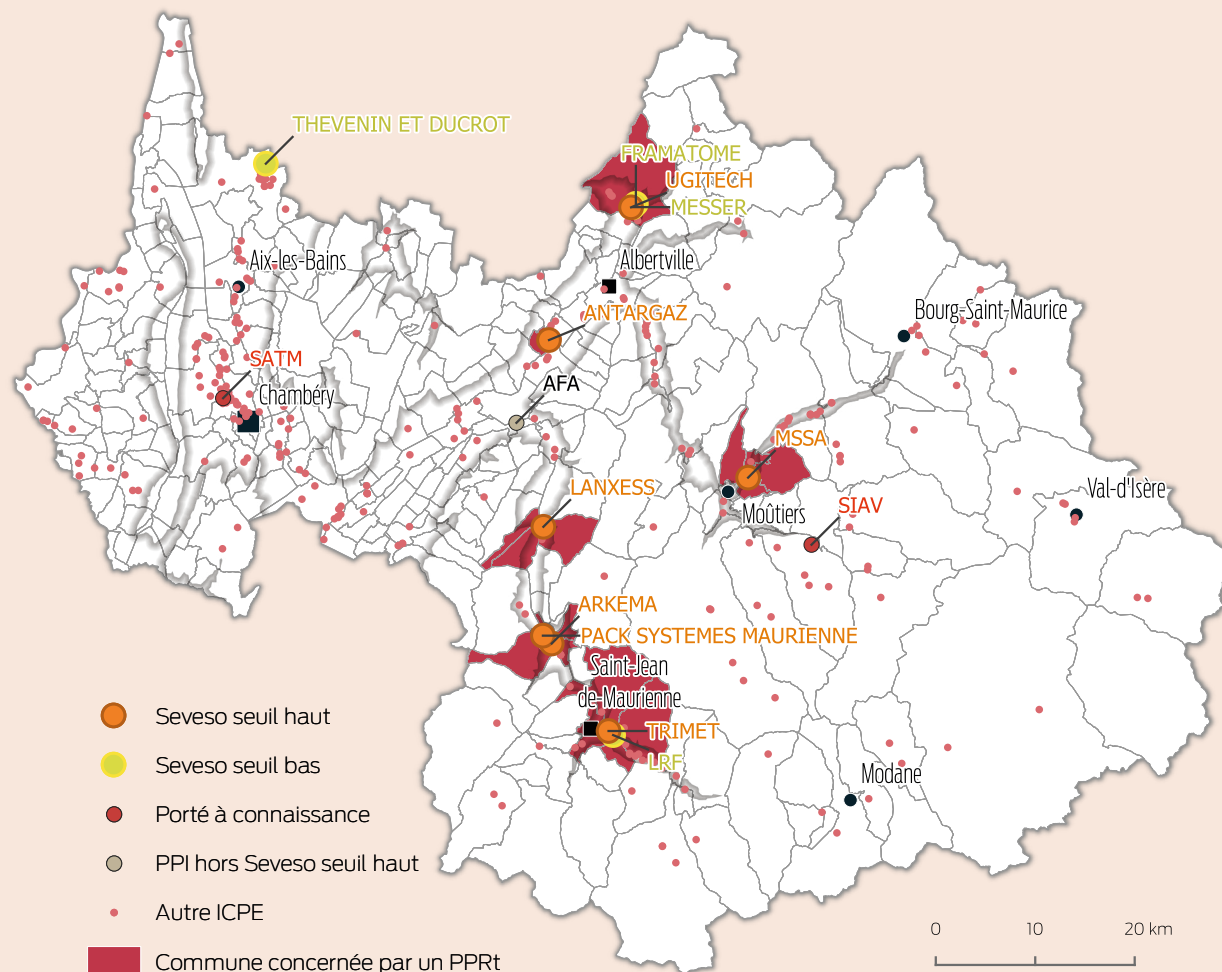 THEVENIN ET DUCROT
FRAMATOME
UGITECH
MESSER
Aix-les-Bains
Albertville
ANTARGAZ
Bourg-Saint-Maurice
SATM
AFA
Chambéry
MSSA
LANXESS
Val-d'Isère
SIAV
Moûtiers
ARKEMA
PACK SYSTEMES MAURIENNE
Saint-Jean
de-Maurienne
TRIMET
LRF
Modane
Seveso seuil haut
Seveso seuil bas
Porté à connaissance
PPI hors Seveso seuil haut
Autre ICPE
Commune concernée par un PPRt
0 10 20 km